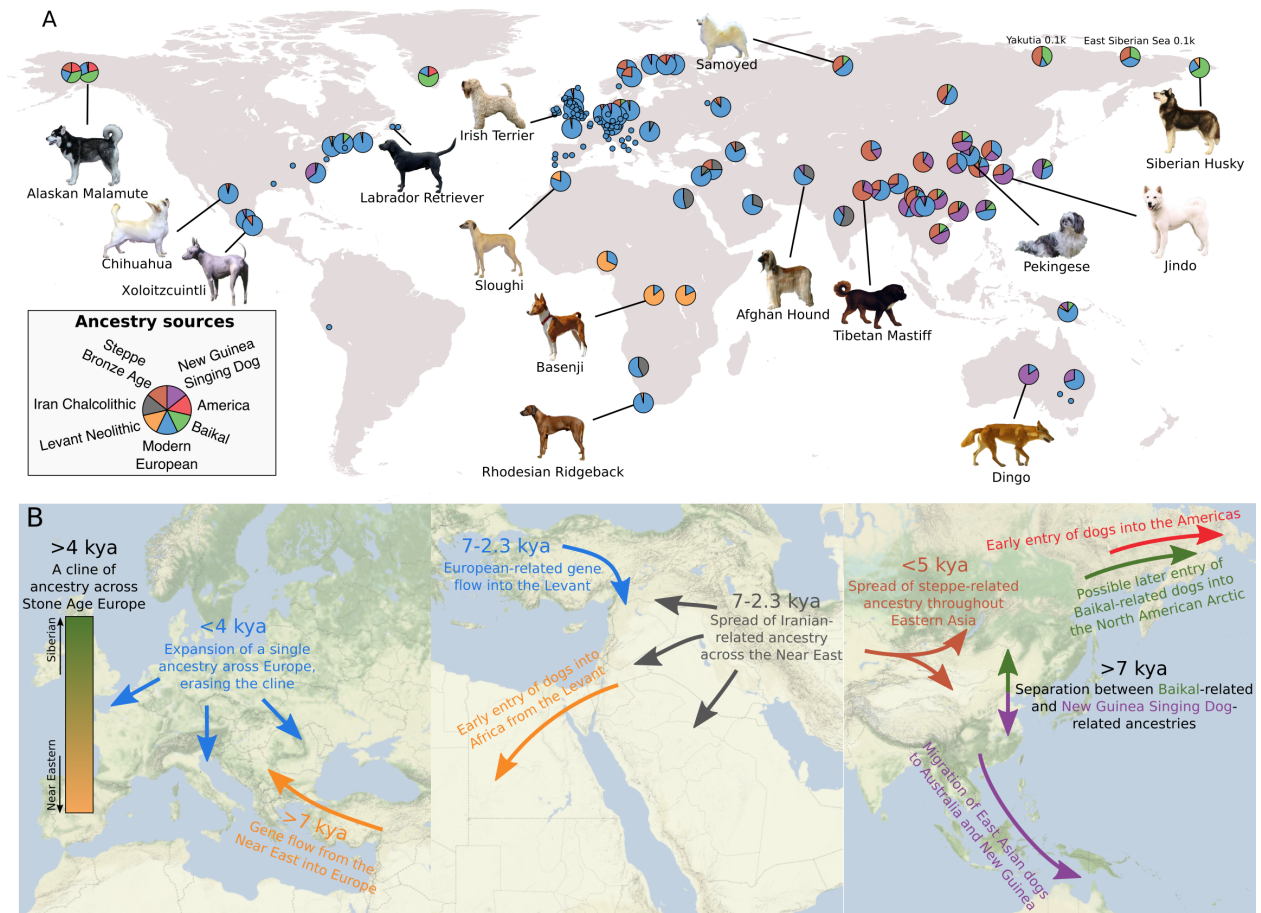 A
Samoyed
Yakutia 0.1k
East Siberian Sea 0.1k
Irish Terrier
Siberian Husky
Alaskan Malamute
Labrador Retriever
Chihuahua
Xoloitzcuintli
Sloughi
Pekingese
Jindo
Afghan Hound
Tibetan Mastiff
Basenji
Rhodesian Ridgeback
Dingo
Ancestry sources
Steppe
Bronze Age
New Guinea
Singing Dog
Iran Chalcolithic
America
Levant Neolithic
Baikal
Modern
European
B
>4 kya
A cline of
ancestry across
Stone Age Europe
Siberian
Near Eastern
<4 kya
Expansion of a single
ancestry aross Europe,
erasing the cline
>7 kya
Gene flow from the
Near East into Europe
7-2.3 kya
European-related gene
flow into the Levant
7-2.3 kya
Spread of Iranian-
related ancestry
across the Near East
Early entry of dogs into
Africa from the Levant
Early entry of dogs into the Americas
<5 kya
Spread of steppe-related
ancestry throughout
Eastern Asia
Possible later entry of
Baikal-related dogs into
the North American Arctic
>7 kya
Separation between Baikal-related
and New Guinea Singing Dog-
related ancestries
Migration of East Asian dogs
to Australia and New Guinea